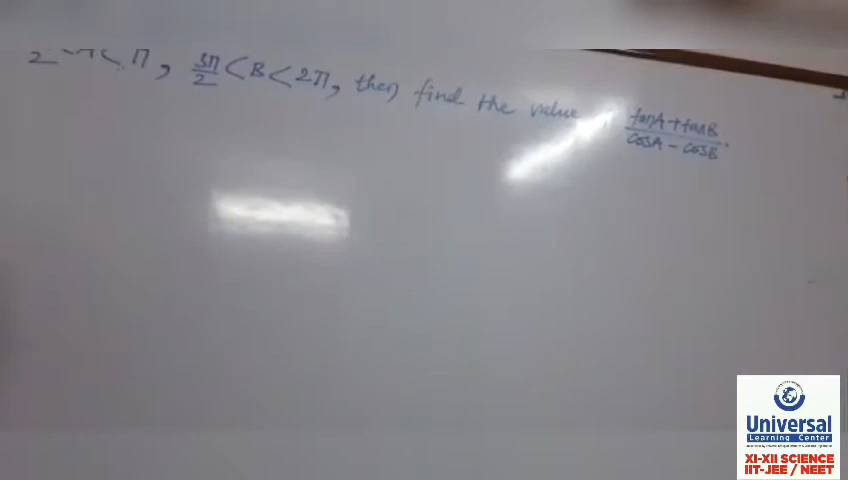 2 < A < π, 3π/2 < B < 2π, then find the value tanA + tanB / cosA - cosB.
Universal
Learning Center
XI-XII SCIENCE
IIT-JEE / NEET